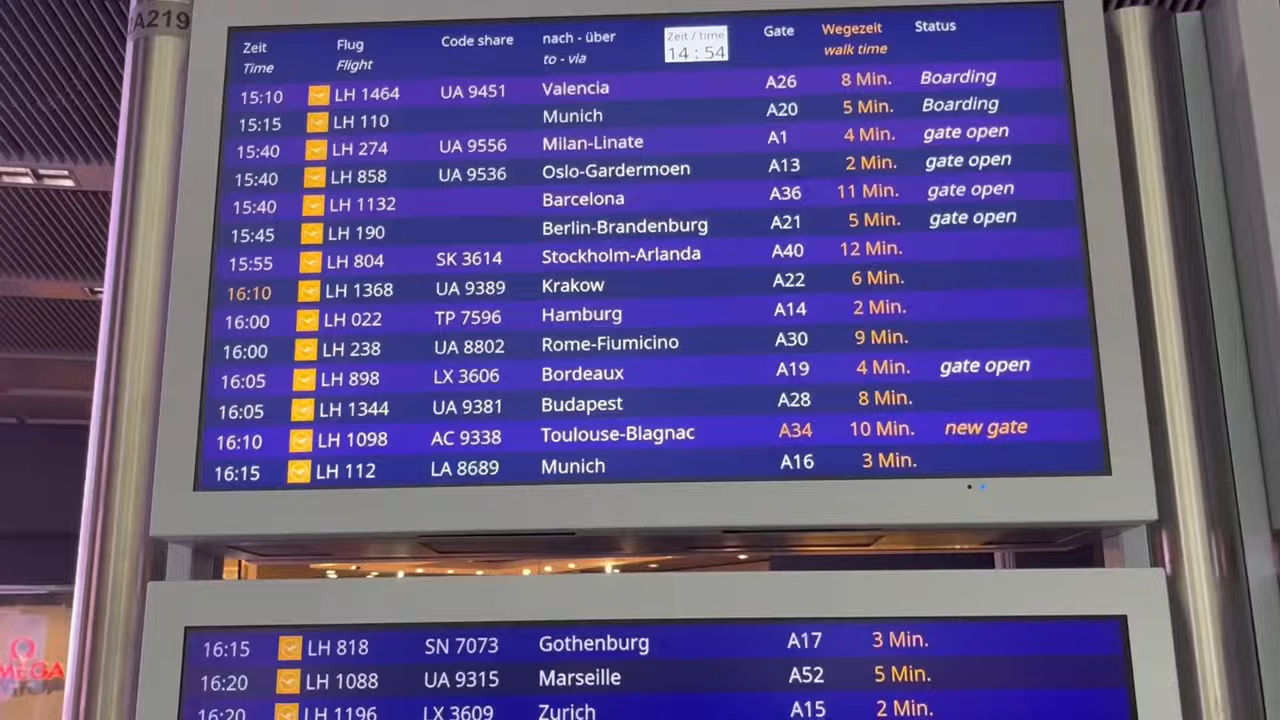 A219
Zeit Flug Code share nach - über Zeit / time Gate Wegezeit Status
Time Flight to - via 14 : 54 walk time
15:10 LH 1464 UA 9451 Valencia A26 8 Min. Boarding
15:15 LH 110 Munich A20 5 Min. Boarding
15:40 LH 274 UA 9556 Milan-Linate A1 4 Min. gate open
15:40 LH 858 UA 9536 Oslo-Gardermoen A13 2 Min. gate open
15:40 LH 1132 Barcelona A36 11 Min. gate open
15:45 LH 190 Berlin-Brandenburg A21 5 Min. gate open
15:55 LH 804 SK 3614 Stockholm-Arlanda A40 12 Min.
16:10 LH 1368 UA 9389 Krakow A22 6 Min.
16:00 LH 022 TP 7596 Hamburg A14 2 Min.
16:00 LH 238 UA 8802 Rome-Fiumicino A30 9 Min.
16:05 LH 898 LX 3606 Bordeaux A19 4 Min. gate open
16:05 LH 1344 UA 9381 Budapest A28 8 Min.
16:10 LH 1098 AC 9338 Toulouse-Blagnac A34 10 Min. new gate
16:15 LH 112 LA 8689 Munich A16 3 Min.
16:15 LH 818 SN 7073 Gothenburg A17 3 Min.
16:20 LH 1088 UA 9315 Marseille A52 5 Min.
16:20 LH 1196 LX 3609 Zurich A15 2 Min.
MEGA